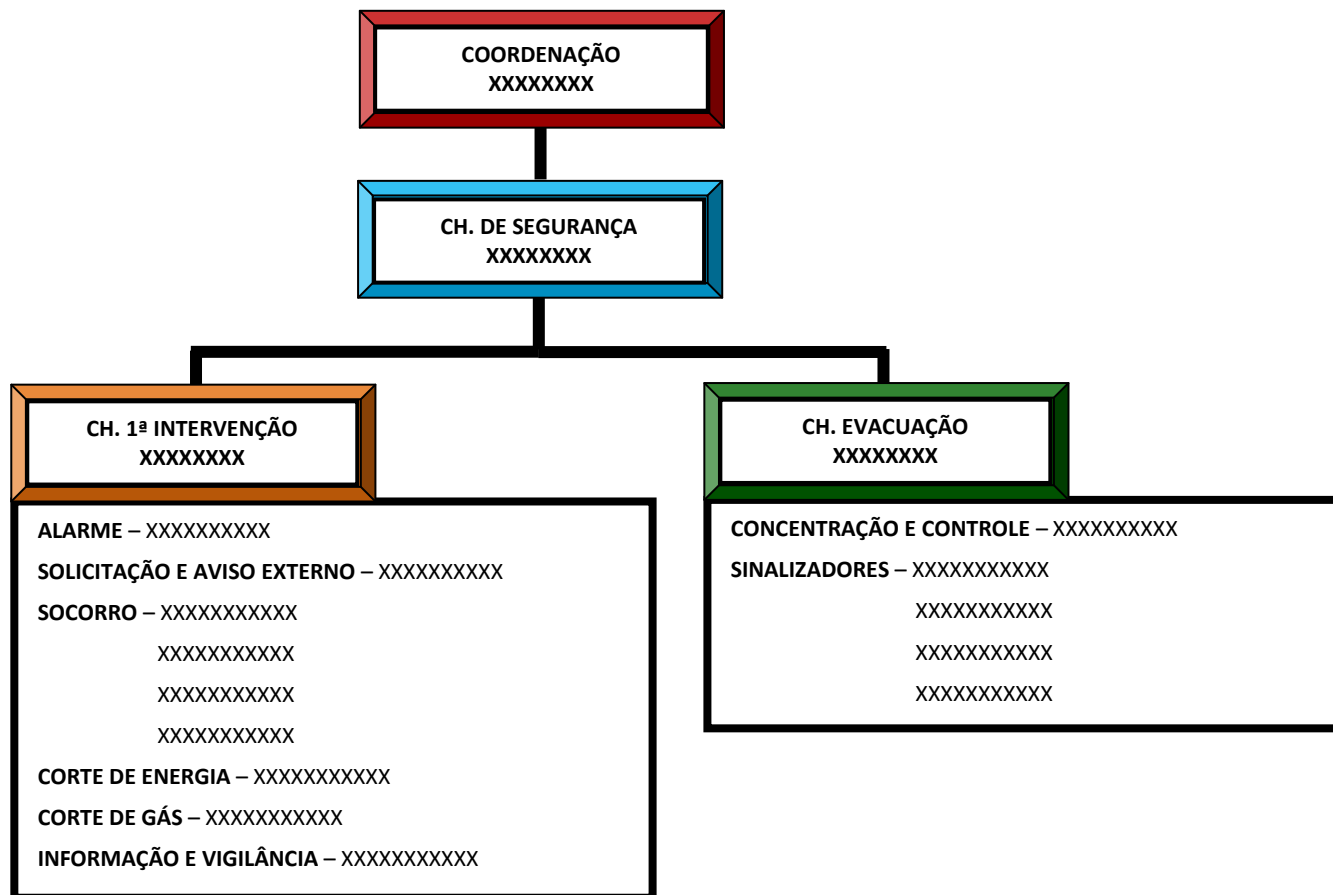 COORDENAÇÃO
XXXXXXXX
CH. DE SEGURANÇA
XXXXXXXX
CH. 1ª INTERVENÇÃO
XXXXXXXX
ALARME – XXXXXXXXXX
SOLICITAÇÃO E AVISO EXTERNO – XXXXXXXXXX
SOCORRO – XXXXXXXXXXX
XXXXXXXXXXX
XXXXXXXXXXX
XXXXXXXXXXX
CORTE DE ENERGIA – XXXXXXXXXXX
CORTE DE GÁS – XXXXXXXXXXX
INFORMAÇÃO E VIGILÂNCIA – XXXXXXXXXXX
CH. EVACUAÇÃO
XXXXXXXX
CONCENTRAÇÃO E CONTROLE – XXXXXXXXXX
SINALIZADORES – XXXXXXXXXXX
XXXXXXXXXXX
XXXXXXXXXXX
XXXXXXXXXXX